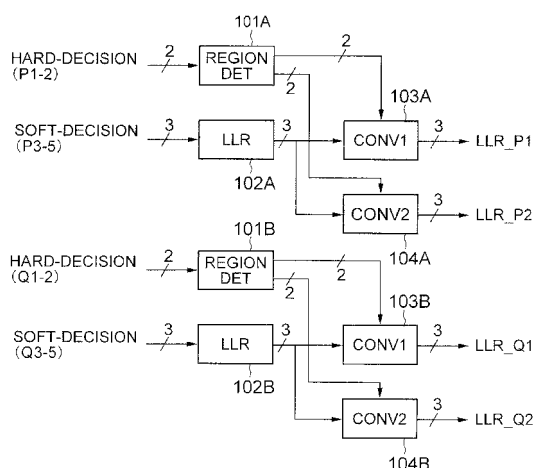 101A
HARD-DECISION
(P1-2)
2
REGION
DET
2
2
103A
SOFT-DECISION
(P3-5)
3
LLR
3
CONV1
3
LLR_P1
102A
CONV2
3
LLR_P2
101B
104A
HARD-DECISION
(Q1-2)
2
REGION
DET
2
2
103B
SOFT-DECISION
(Q3-5)
3
LLR
3
CONV1
3
LLR_Q1
102B
CONV2
3
LLR_Q2
104B